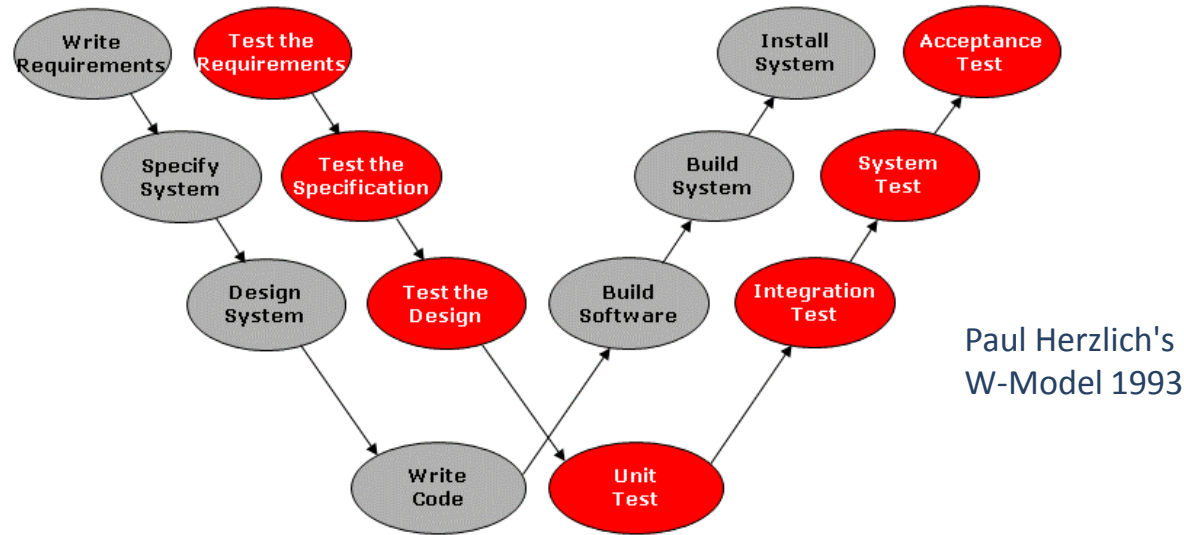 Write
Requirements
Test the
Requirements
Install
System
Acceptance
Test
Specify
System
Test the
Specification
Build
System
System
Test
Design
System
Test the
Design
Build
Software
Integration
Test
Paul Herzlich's
W-Model 1993
Write
Code
Unit
Test